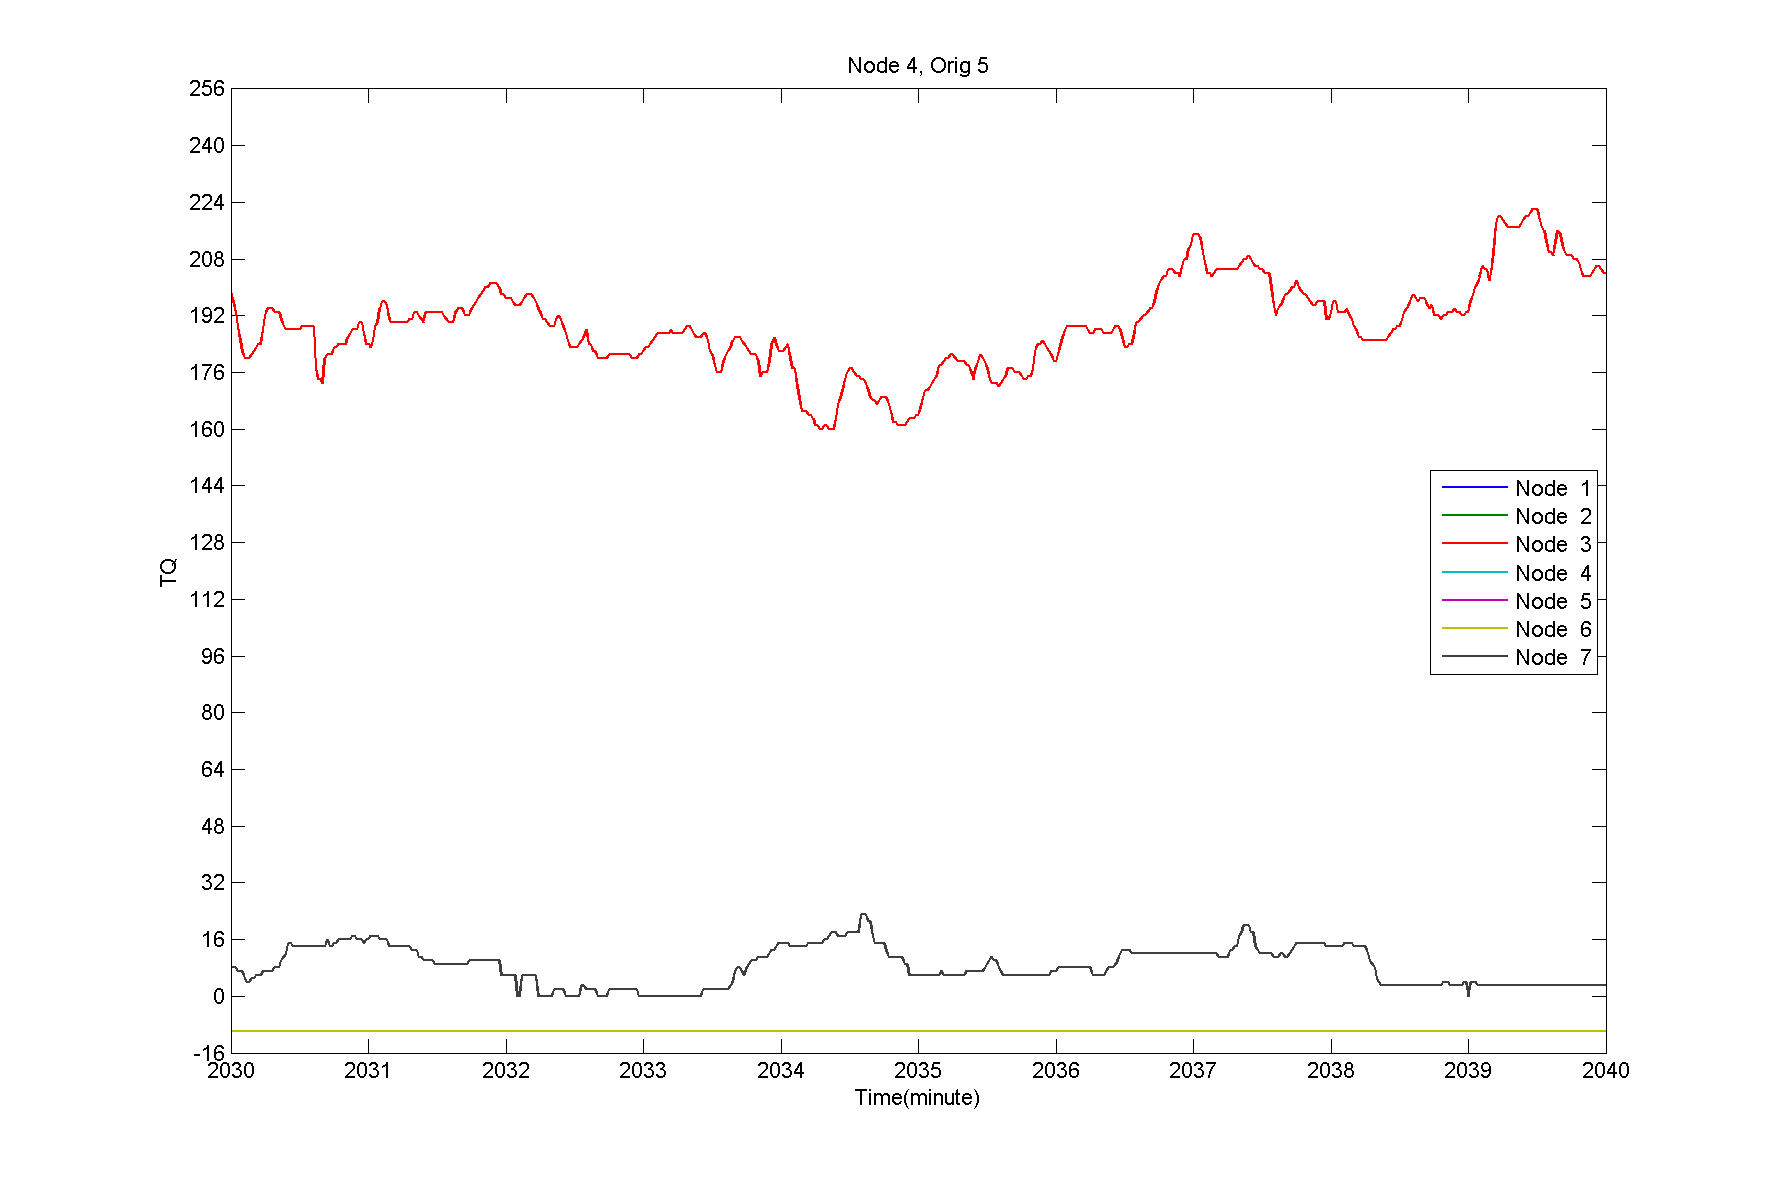 Node 4, Orig 5
256
240
224
208
192
176
160
144
128
112
96
80
64
48
32
16
0
-16
TQ
Node 1
Node 2
Node 3
Node 4
Node 5
Node 6
Node 7
2030 2031 2032 2033 2034 2035 2036 2037 2038 2039 2040
Time(minute)